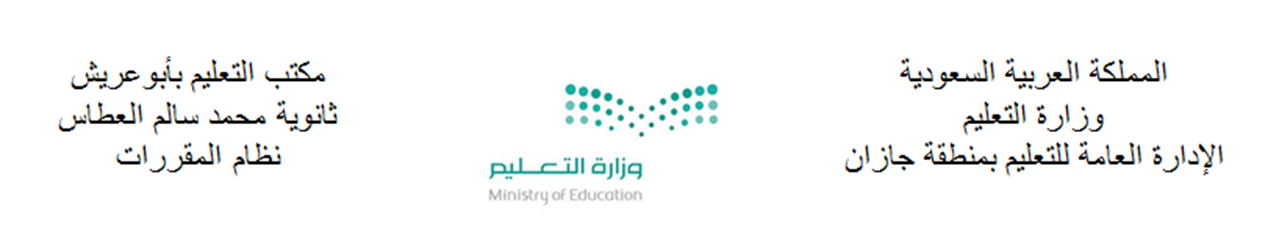 المملكة العربية السعودية
وزارة التعليم
الإدارة العامة للتعليم بمنطقة جازان
وزارة التعـــليم
Ministry of Education
مكتب التعليم بأبوعريش
ثانوية محمد سالم العطاس
نظام المقررات